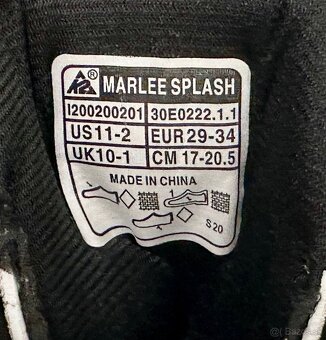 MARLEE SPLASH
I200200201 30E0222.1.1
US11-2 EUR 29-34
UK10-1 CM 17-20.5
MADE IN CHINA
S 20